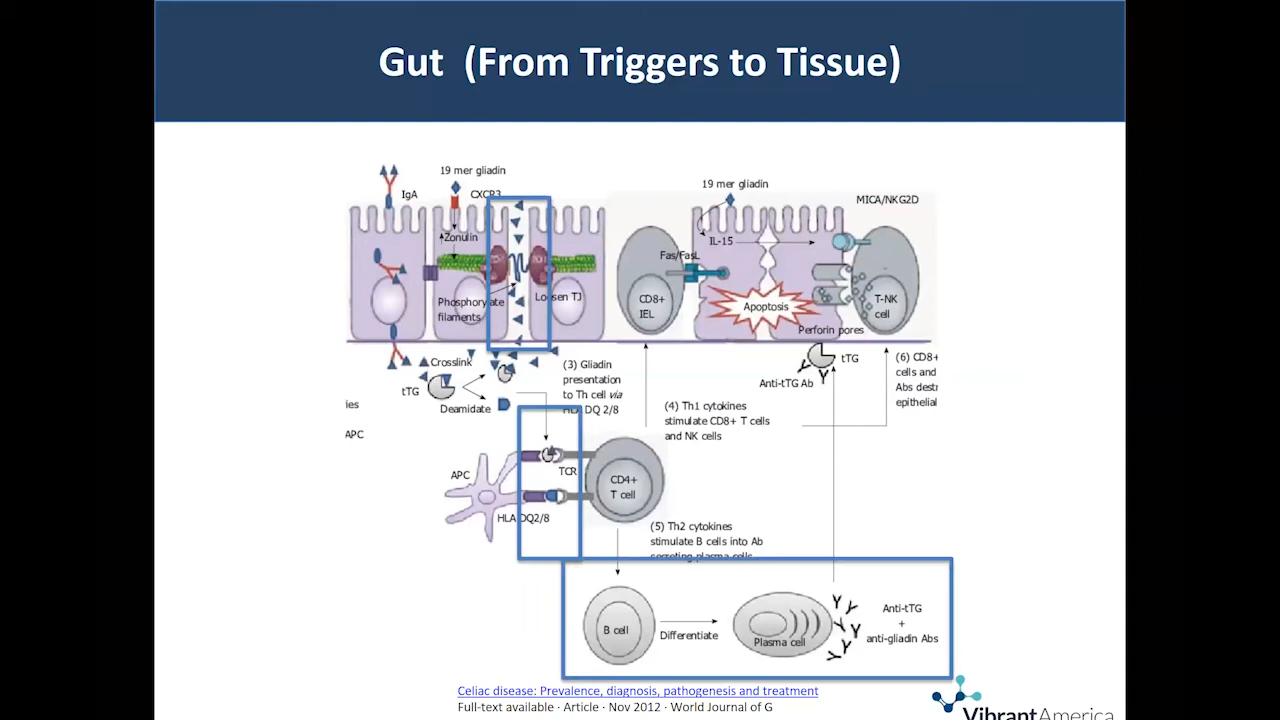 Gut (From Triggers to Tissue)
19 mer gliadin
IgA
CXCR3
Zonulin
Phosphorylate
filaments
Loosen TJ
19 mer gliadin
MICA/NKG2D
IL-15
Fas/FasL
CD8+
IEL
Apoptosis
T-NK
cell
Perforin pores
Crosslink
tTG
Deamidate
(3) Gliadin
presentation
to Th cell via
HLA DQ 2/8
tTG
Anti-tTG Ab
(6) CD8+
cells and
Abs destr
epithelial
ies
APC
(4) Th1 cytokines
stimulate CD8+ T cells
and NK cells
APC
TCR
HLA DQ2/8
CD4+
T cell
(5) Th2 cytokines
stimulate B cells into Ab
secreting plasma cells
B cell
Differentiate
Plasma cell
Anti-tTG
+
anti-gliadin Abs
Celiac disease: Prevalence, diagnosis, pathogenesis and treatment
Full-text available · Article · Nov 2012 · World Journal of G
VibrantAmerica